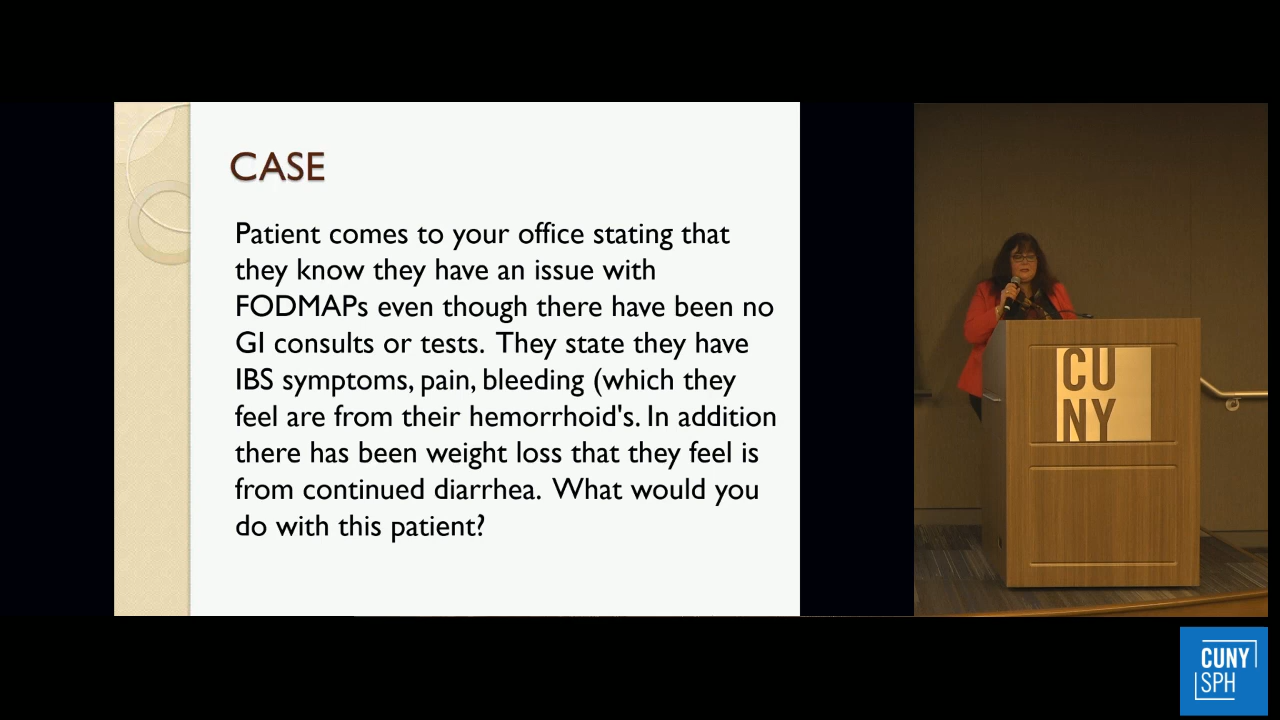 CASE
Patient comes to your office stating that
they know they have an issue with
FODMAPs even though there have been no
GI consults or tests. They state they have
IBS symptoms, pain, bleeding (which they
feel are from their hemorrhoid's. In addition
there has been weight loss that they feel is
from continued diarrhea. What would you
do with this patient?
CU
NY
CUNY
SPH